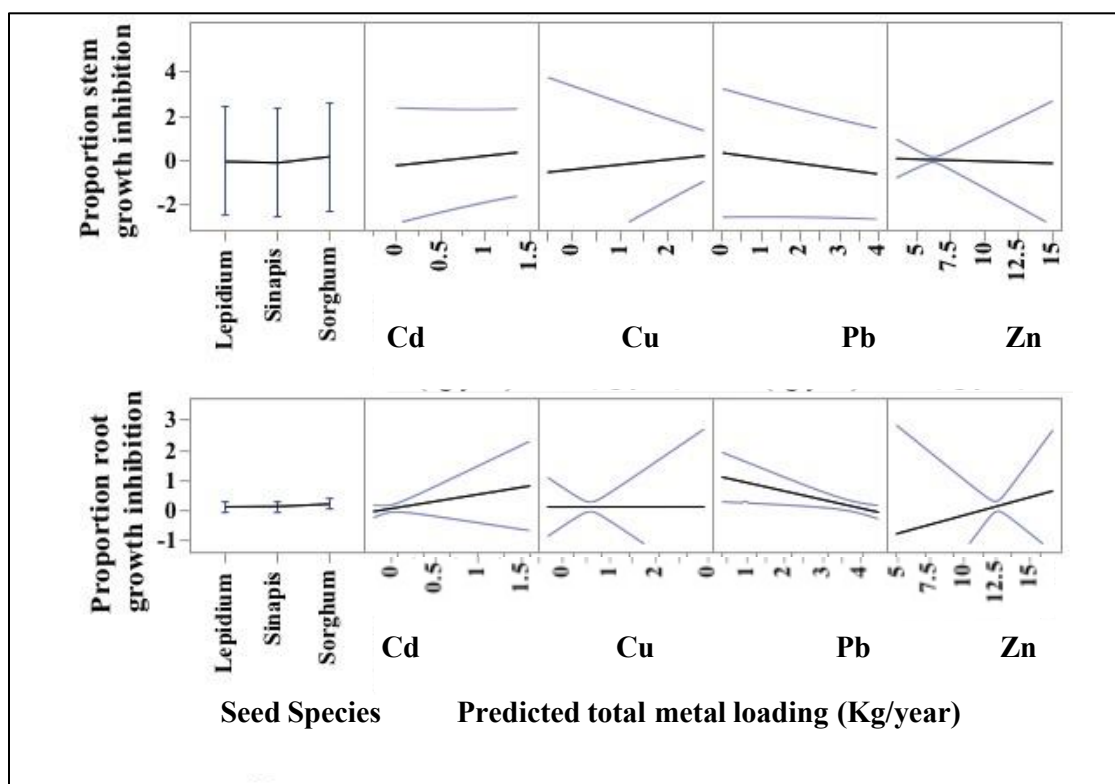 Proportion stem
growth inhibition
4
2
0
-2
Lepidium
Sinapis
Sorghum
0
0.5
1
1.5
0
1
2
0
1
2
3
4
5
7.5
10
12.5
15
Cd
Cu
Pb
Zn
Proportion root
growth inhibition
3
2
1
0
-1
Lepidium
Sinapis
Sorghum
0
0.5
1
1.5
0
1
2
0
1
2
3
4
5
7.5
10
12.5
15
Cd
Cu
Pb
Zn
Seed Species
Predicted total metal loading (Kg/year)